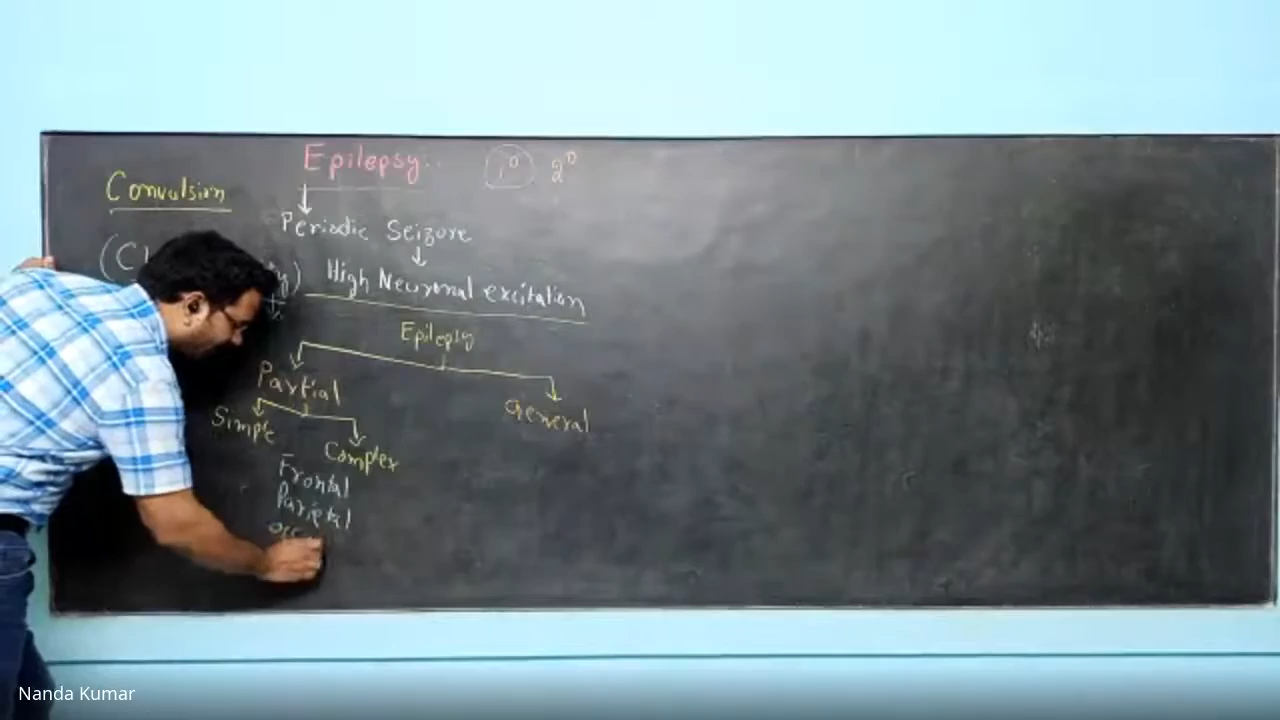 Epilepsy..
1° 2°
Convulsion
Periodic Seizure
(Cl
High Neuronal excitation
Epilepsy
Partial
General
Simple
Complex
Frontal
Parietal
occ
Nanda Kumar